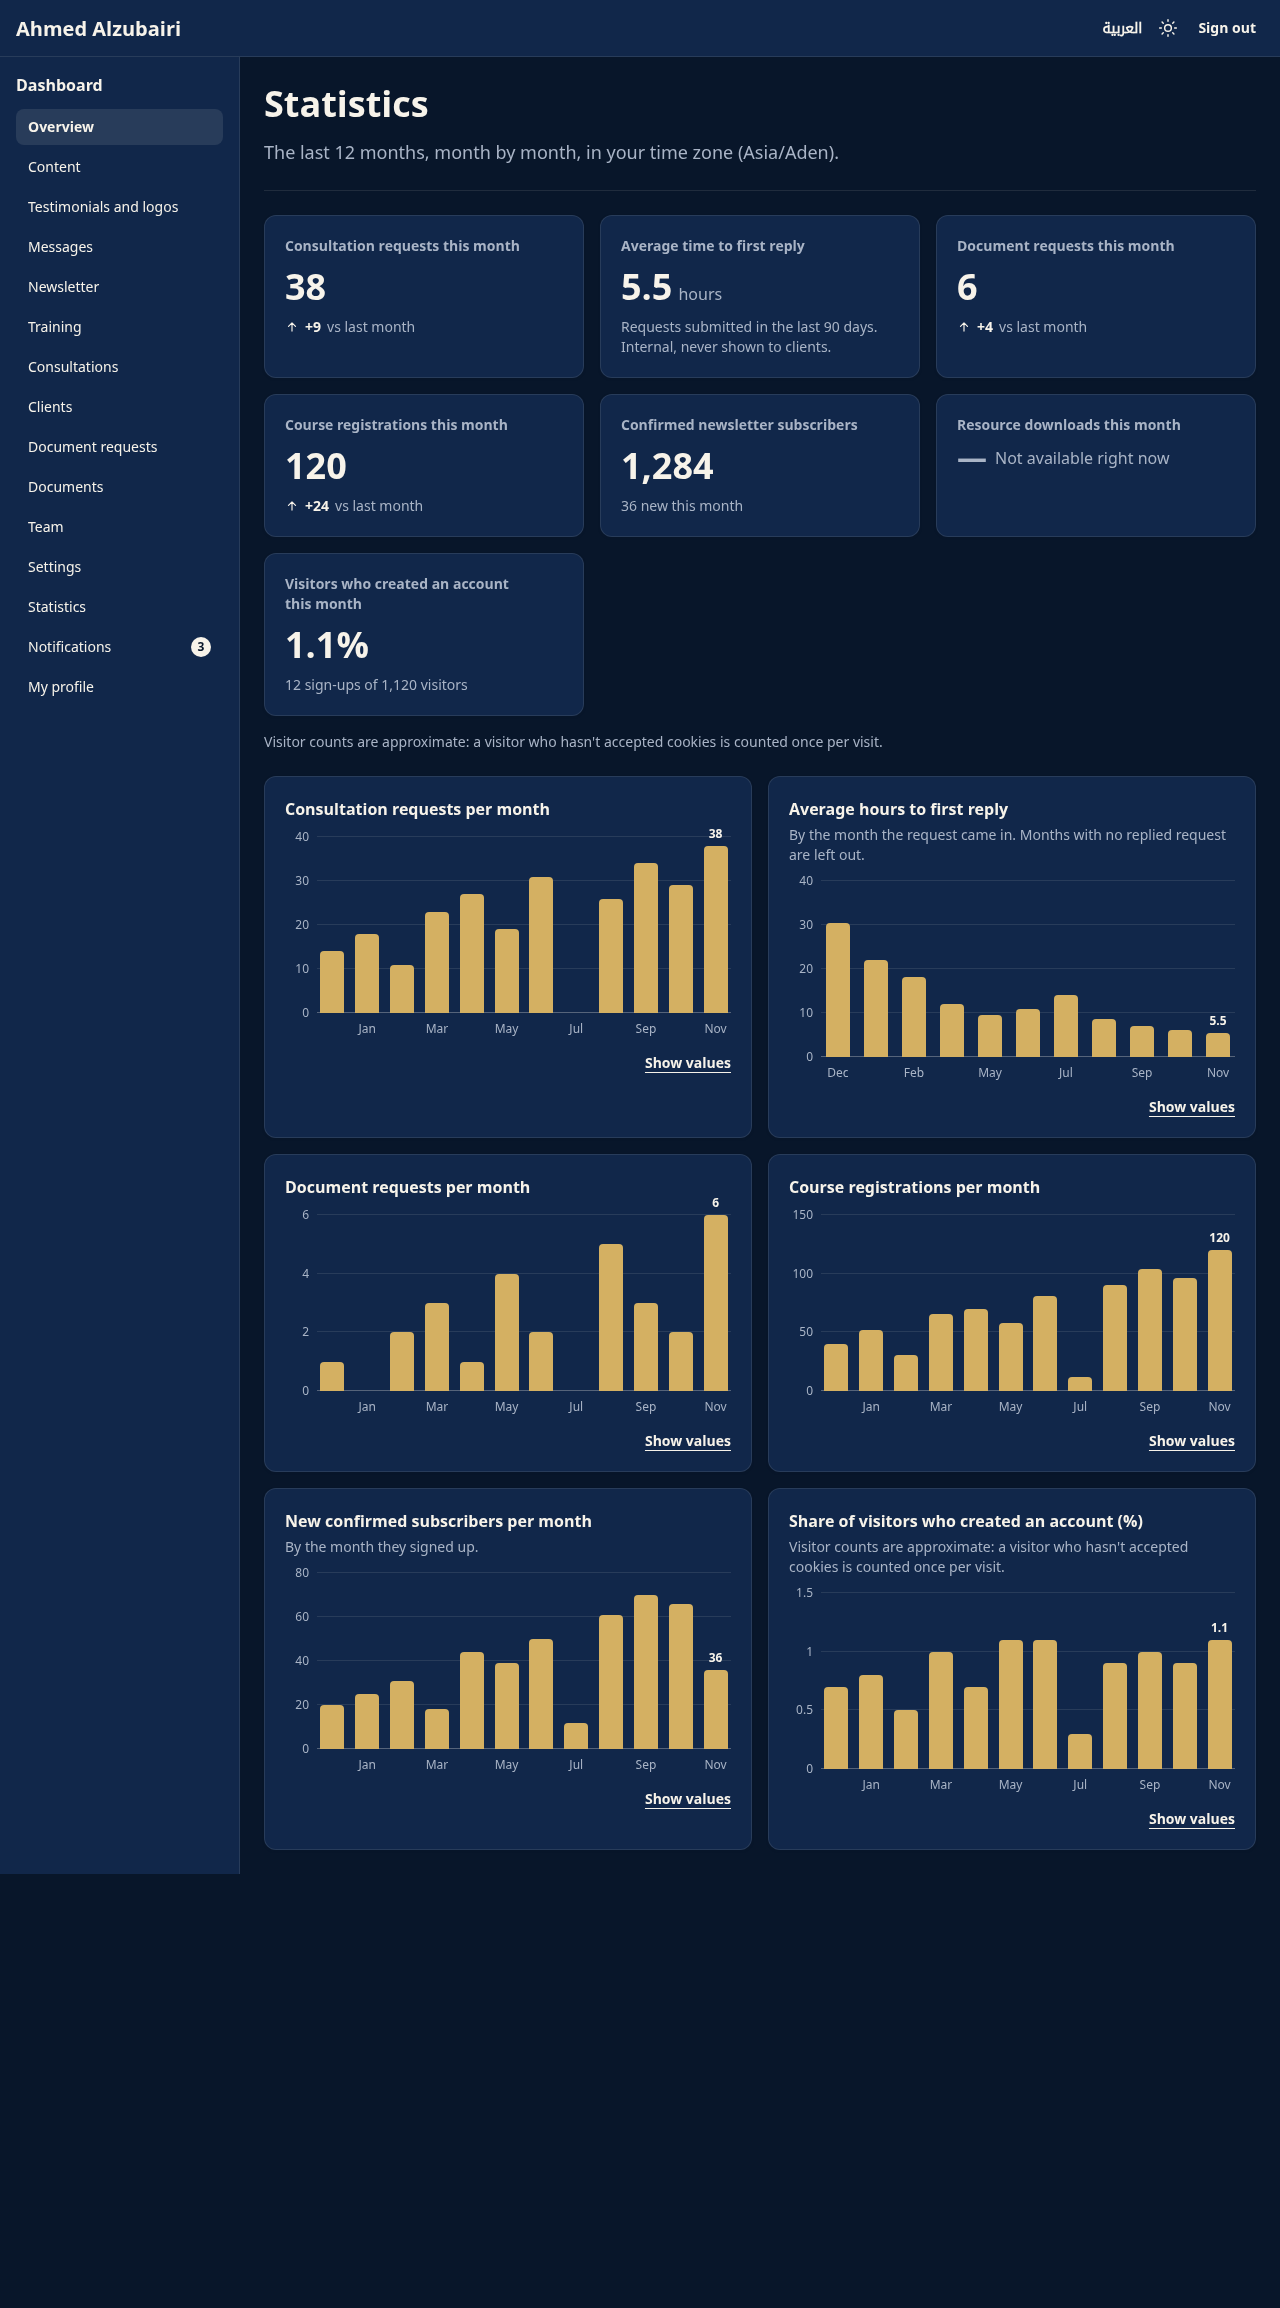 Ahmed Alzubairi
العربية
Sign out
Dashboard
Overview
Content
Testimonials and logos
Messages
Newsletter
Training
Consultations
Clients
Document requests
Documents
Team
Settings
Statistics
Notifications
3
My profile
Statistics
The last 12 months, month by month, in your time zone (Asia/Aden).
Consultation requests this month
38
↑ +9 vs last month
Average time to first reply
5.5 hours
Requests submitted in the last 90 days.
Internal, never shown to clients.
Document requests this month
6
↑ +4 vs last month
Course registrations this month
120
↑ +24 vs last month
Confirmed newsletter subscribers
1,284
36 new this month
Resource downloads this month
— Not available right now
Visitors who created an account
this month
1.1%
12 sign-ups of 1,120 visitors
Visitor counts are approximate: a visitor who hasn't accepted cookies is counted once per visit.
Consultation requests per month
38
40
30
20
10
0
Jan Mar May Jul Sep Nov
Show values
Average hours to first reply
By the month the request came in. Months with no replied request
are left out.
40
30
20
10
5.5
0
Dec Feb May Jul Sep Nov
Show values
Document requests per month
6
6
4
2
0
Jan Mar May Jul Sep Nov
Show values
Course registrations per month
150
120
100
50
0
Jan Mar May Jul Sep Nov
Show values
New confirmed subscribers per month
By the month they signed up.
80
60
40
36
20
0
Jan Mar May Jul Sep Nov
Show values
Share of visitors who created an account (%)
Visitor counts are approximate: a visitor who hasn't accepted
cookies is counted once per visit.
1.5
1.1
1
0.5
0
Jan Mar May Jul Sep Nov
Show values